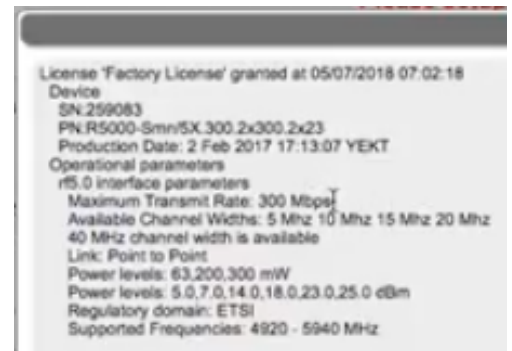 License 'Factory License' granted at 05/07/2018 07:02:18
Device
SN:259083
PN:R5000-Smn/5X.300.2x300.2x23
Production Date: 2 Feb 2017 17:13:07 YEKT
Operational parameters
rf5.0 interface parameters
Maximum Transmit Rate: 300 Mbps
Available Channel Widths: 5 Mhz 10 Mhz 15 Mhz 20 Mhz
40 MHz channel width is available
Link: Point to Point
Power levels: 63,200,300 mW
Power levels: 5.0,7.0,14.0,18.0,23.0,25.0 dBm
Regulatory domain: ETSI
Supported Frequencies: 4920 - 5940 MHz